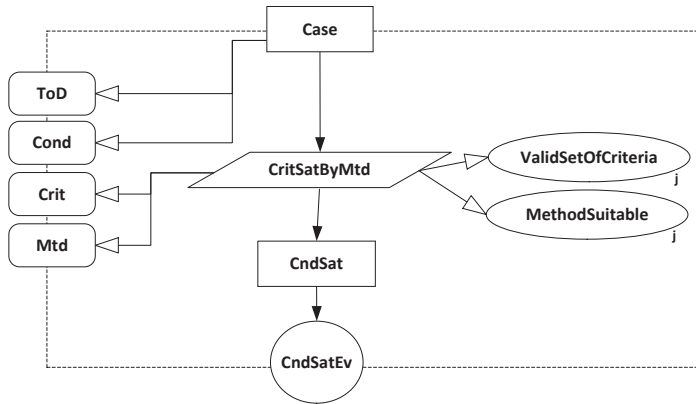 Case
ToD
Cond
Crit
Mtd
CritSatByMtd
ValidSetOfCriteria
j
MethodSuitable
j
CndSat
CndSatEv